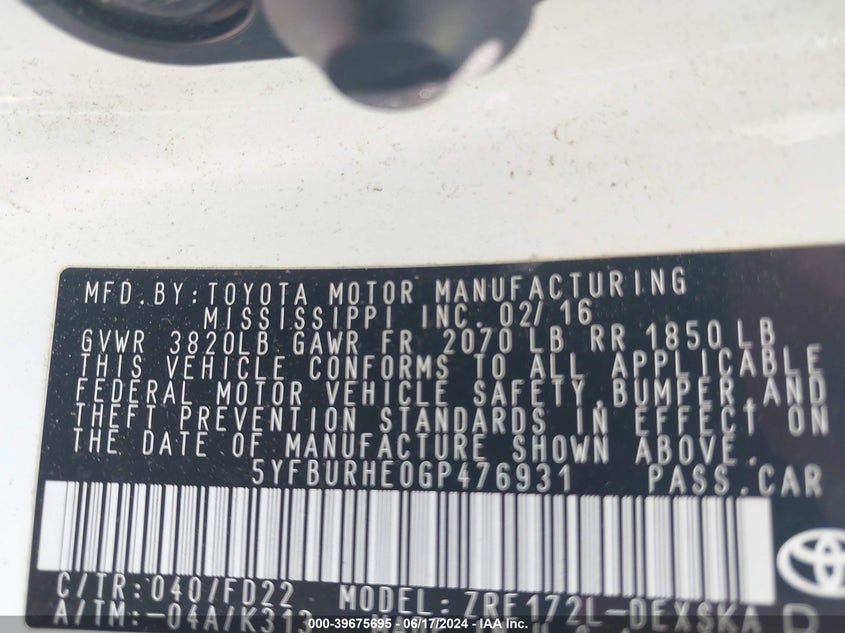 MFD.BY:TOYOTA MOTOR MANUFACTURING
MISSISSIPPI INC. 02/16
GVWR 3820LB GAWR FR 2070 LB RR 1850 LB
THIS VEHICLE CONFORMS TO ALL APPLICABLE
FEDERAL MOTOR VEHICLE SAFETY,BUMPER,AND
THEFT PREVENTION STANDARDS IN EFFECT ON
THE DATE OF MANUFACTURE SHOWN ABOVE.
5YFBURHE0GP476931 PASS.CAR
C/TR:040/FD22 MODEL:ZRE172L-DEXSKA
A/TM:-04A/K313
000-39675695 - 06/17/2024 - IAA Inc.